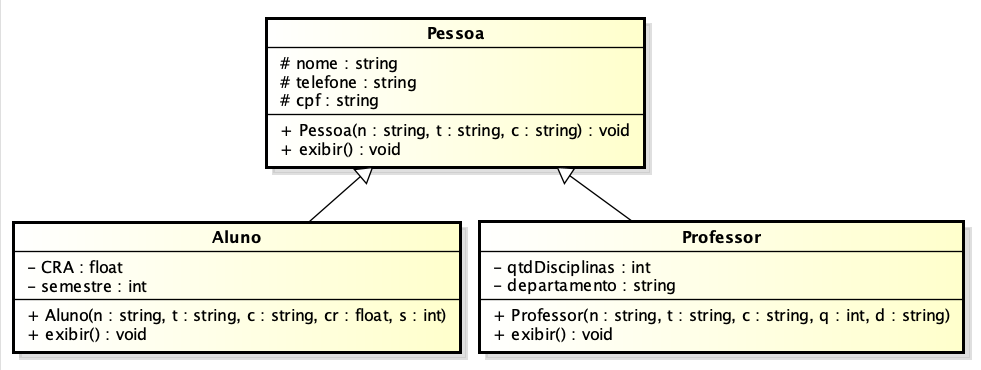 Pessoa
# nome : string
# telefone : string
# cpf : string
+ Pessoa(n : string, t : string, c : string) : void
+ exibir() : void
Aluno
– CRA : float
– semestre : int
+ Aluno(n : string, t : string, c : string, cr : float, s : int)
+ exibir() : void
Professor
– qtdDisciplinas : int
– departamento : string
+ Professor(n : string, t : string, c : string, q : int, d : string)
+ exibir() : void